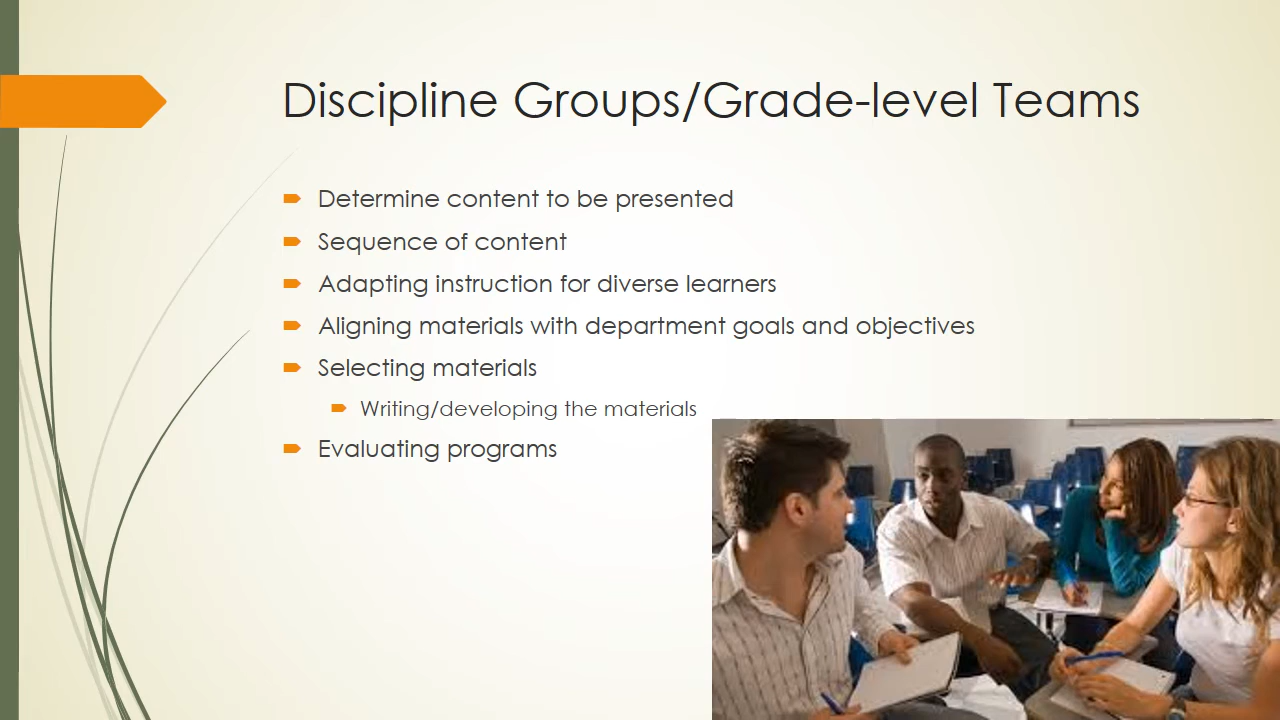 Discipline Groups/Grade-level Teams
Determine content to be presented
Sequence of content
Adapting instruction for diverse learners
Aligning materials with department goals and objectives
Selecting materials
Writing/developing the materials
Evaluating programs